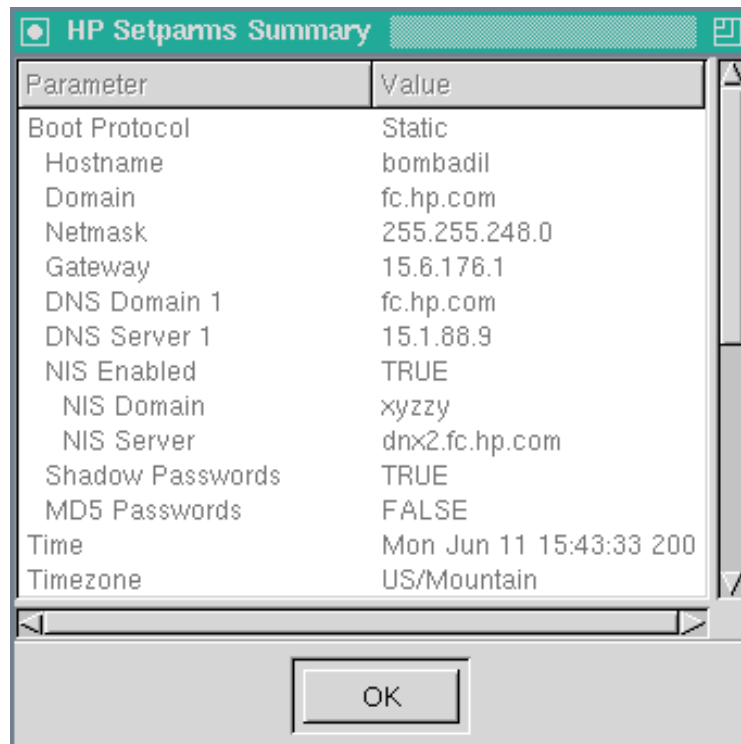 HP Setparms Summary
Parameter Value
Boot Protocol Static
Hostname bombadil
Domain fc.hp.com
Netmask 255.255.248.0
Gateway 15.6.176.1
DNS Domain 1 fc.hp.com
DNS Server 1 15.1.88.9
NIS Enabled TRUE
NIS Domain xyzzy
NIS Server dnx2.fc.hp.com
Shadow Passwords TRUE
MD5 Passwords FALSE
Time Mon Jun 11 15:43:33 200
Timezone US/Mountain
OK